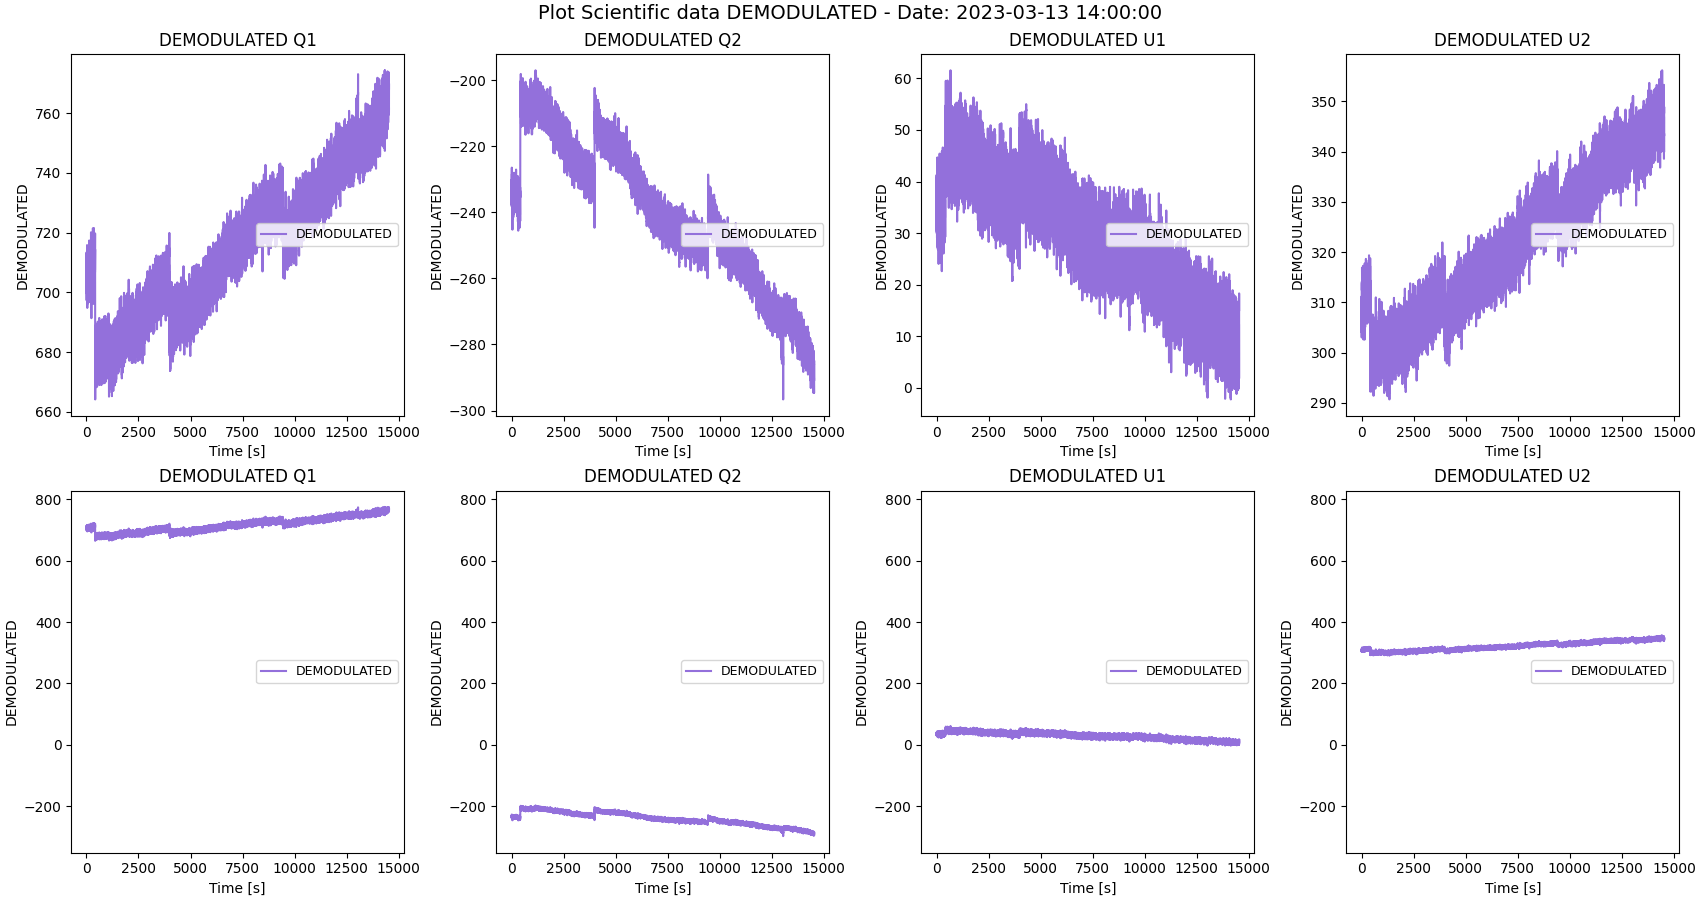 Plot Scientific data DEMODULATED - Date: 2023-03-13 14:00:00
DEMODULATED Q1
DEMODULATED
760
740
720
700
680
660
0 2500 5000 7500 10000 12500 15000
Time [s]
DEMODULATED
DEMODULATED Q2
DEMODULATED
−200
−220
−240
−260
−280
−300
0 2500 5000 7500 10000 12500 15000
Time [s]
DEMODULATED
DEMODULATED U1
DEMODULATED
60
50
40
30
20
10
0
0 2500 5000 7500 10000 12500 15000
Time [s]
DEMODULATED
DEMODULATED U2
DEMODULATED
350
340
330
320
310
300
290
0 2500 5000 7500 10000 12500 15000
Time [s]
DEMODULATED
DEMODULATED Q1
DEMODULATED
800
600
400
200
0
−200
0 2500 5000 7500 10000 12500 15000
Time [s]
DEMODULATED
DEMODULATED Q2
DEMODULATED
800
600
400
200
0
−200
0 2500 5000 7500 10000 12500 15000
Time [s]
DEMODULATED
DEMODULATED U1
DEMODULATED
800
600
400
200
0
−200
0 2500 5000 7500 10000 12500 15000
Time [s]
DEMODULATED
DEMODULATED U2
DEMODULATED
800
600
400
200
0
−200
0 2500 5000 7500 10000 12500 15000
Time [s]
DEMODULATED